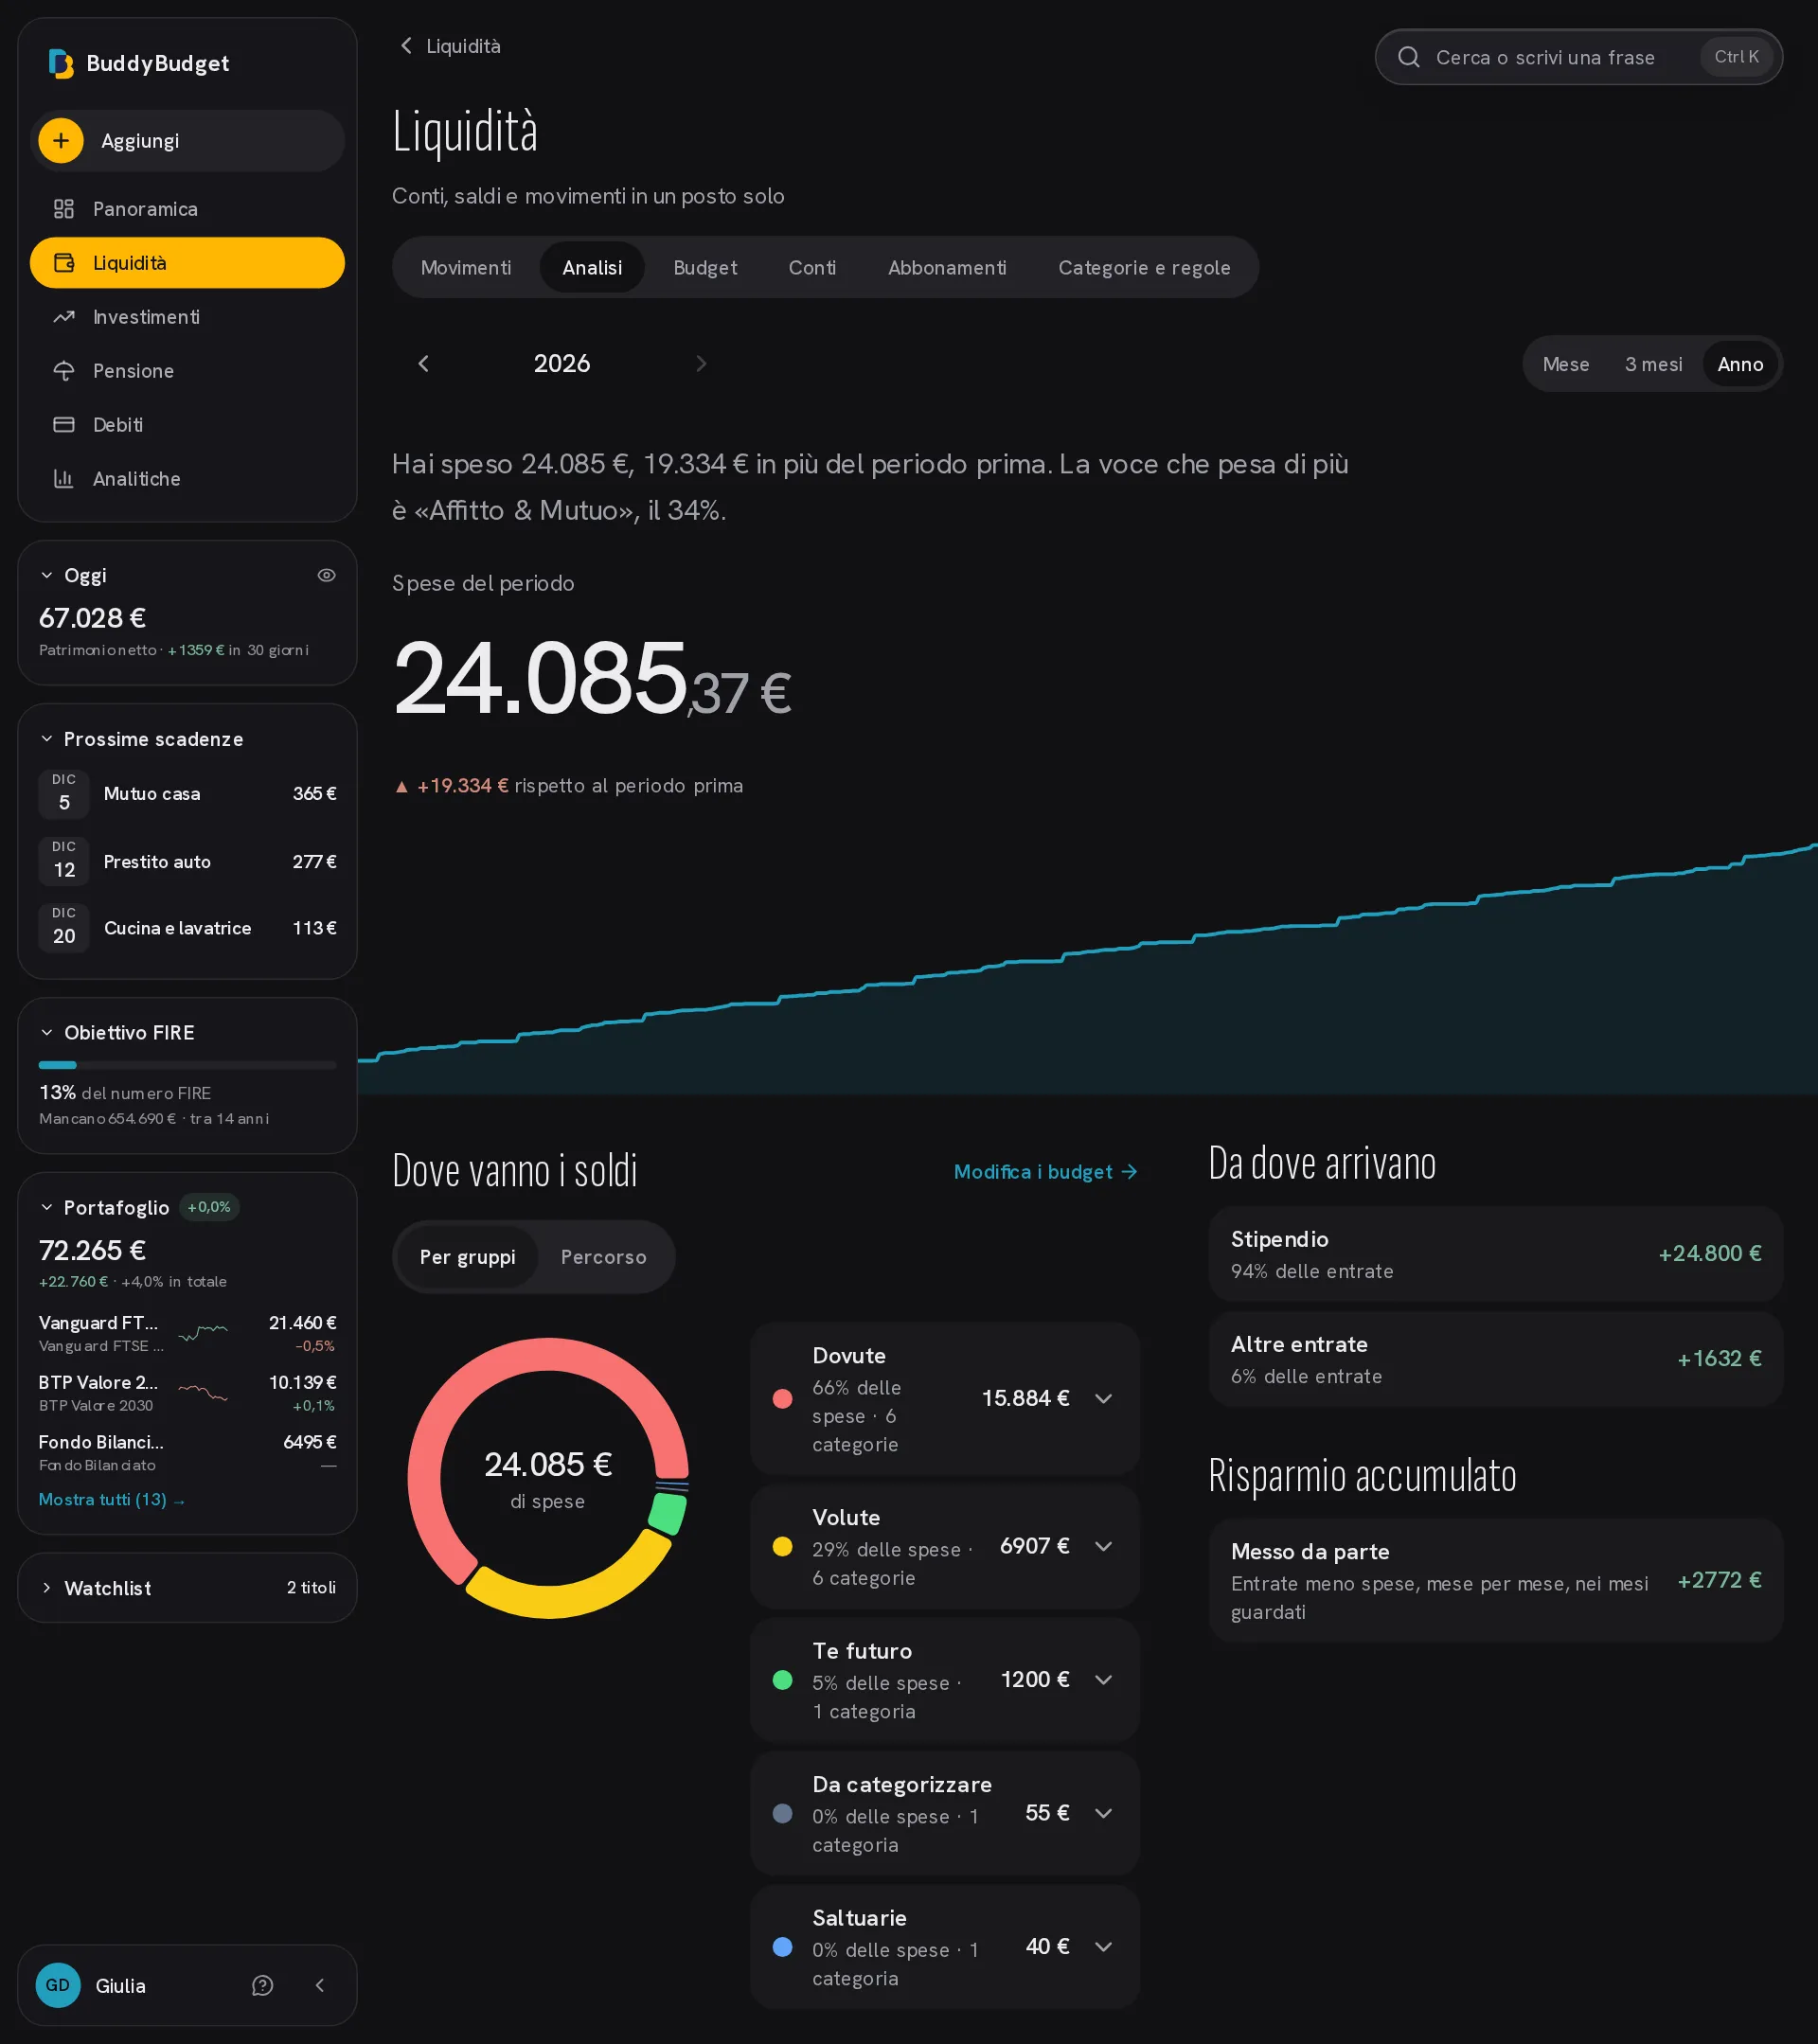 BuddyBudget
Aggiungi
Panoramica
Liquidità
Investimenti
Pensione
Debiti
Analitiche
Oggi
67.028 €
Patrimonio netto · +1359 € in 30 giorni
Prossime scadenze
DIC
5
Mutuo casa
365 €
DIC
12
Prestito auto
277 €
DIC
20
Cucina e lavatrice
113 €
Obiettivo FIRE
13% del numero FIRE
Mancano 654.690 € · tra 14 anni
Portafoglio
+0,0%
72.265 €
+22.760 € · +4,0% in totale
Vanguard FT...
21.460 €
Vanguard FTSE ...
−0,5%
BTP Valore 2...
10.139 €
BTP Valore 2030
+0,1%
Fondo Bilanci...
6495 €
Fondo Bilanciato
—
Mostra tutti (13) →
Watchlist
2 titoli
GD
Giulia
Liquidità
Cerca o scrivi una frase
Ctrl K
Liquidità
Conti, saldi e movimenti in un posto solo
Movimenti
Analisi
Budget
Conti
Abbonamenti
Categorie e regole
2026
Mese
3 mesi
Anno
Hai speso 24.085 €, 19.334 € in più del periodo prima. La voce che pesa di più
è «Affitto & Mutuo», il 34%.
Spese del periodo
24.085,37 €
▲ +19.334 € rispetto al periodo prima
Dove vanno i soldi
Modifica i budget →
Per gruppi
Percorso
24.085 €
di spese
Dovute
66% delle
spese · 6
categorie
15.884 €
Volute
29% delle spese ·
6 categorie
6907 €
Te futuro
5% delle spese ·
1 categoria
1200 €
Da categorizzare
0% delle spese · 1
categoria
55 €
Saltuarie
0% delle spese · 1
categoria
40 €
Da dove arrivano
Stipendio
94% delle entrate
+24.800 €
Altre entrate
6% delle entrate
+1632 €
Risparmio accumulato
Messo da parte
Entrate meno spese, mese per mese, nei mesi
guardati
+2772 €